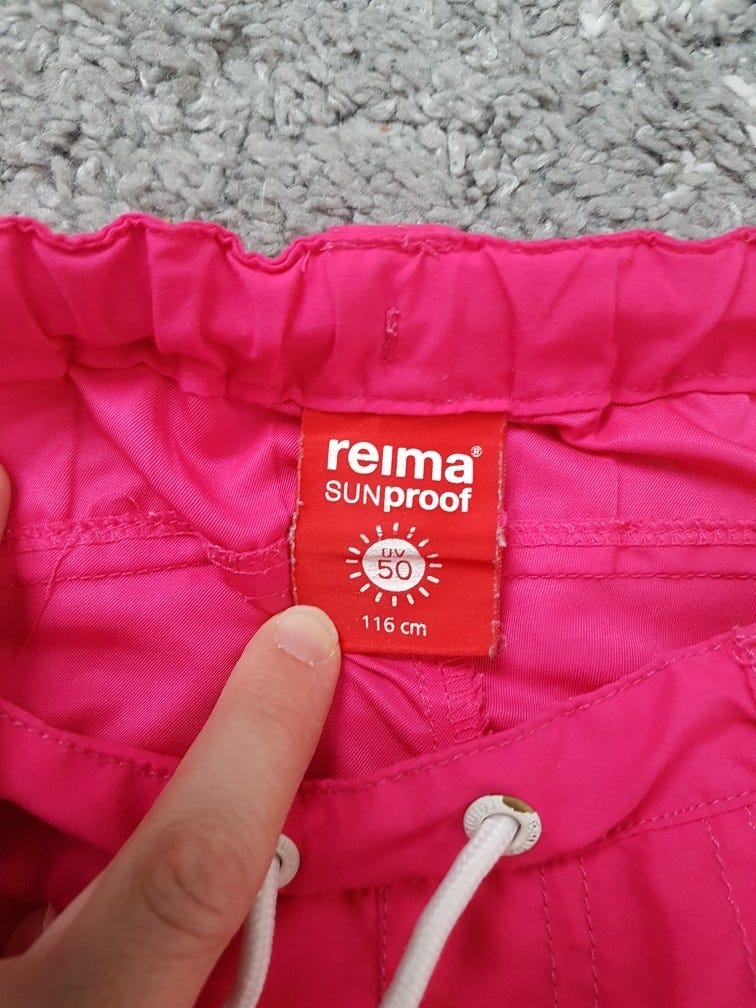 reima®
SUNproof
UV
50
116 cm